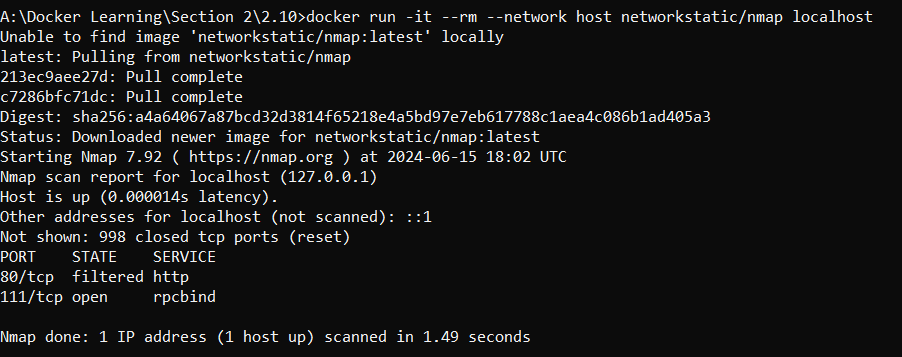 A:\Docker Learning\Section 2\2.10>docker run -it --rm --network host networkstatic/nmap localhost
Unable to find image 'networkstatic/nmap:latest' locally
latest: Pulling from networkstatic/nmap
213ec9aee27d: Pull complete
c7286bfc71dc: Pull complete
Digest: sha256:a4a64067a87bcd32d3814f65218e4a5bd97e7eb617788c1aea4c086b1ad405a3
Status: Downloaded newer image for networkstatic/nmap:latest
Starting Nmap 7.92 ( https://nmap.org ) at 2024-06-15 18:02 UTC
Nmap scan report for localhost (127.0.0.1)
Host is up (0.000014s latency).
Other addresses for localhost (not scanned): ::1
Not shown: 998 closed tcp ports (reset)
PORT    STATE    SERVICE
80/tcp  filtered http
111/tcp open     rpcbind
Nmap done: 1 IP address (1 host up) scanned in 1.49 seconds